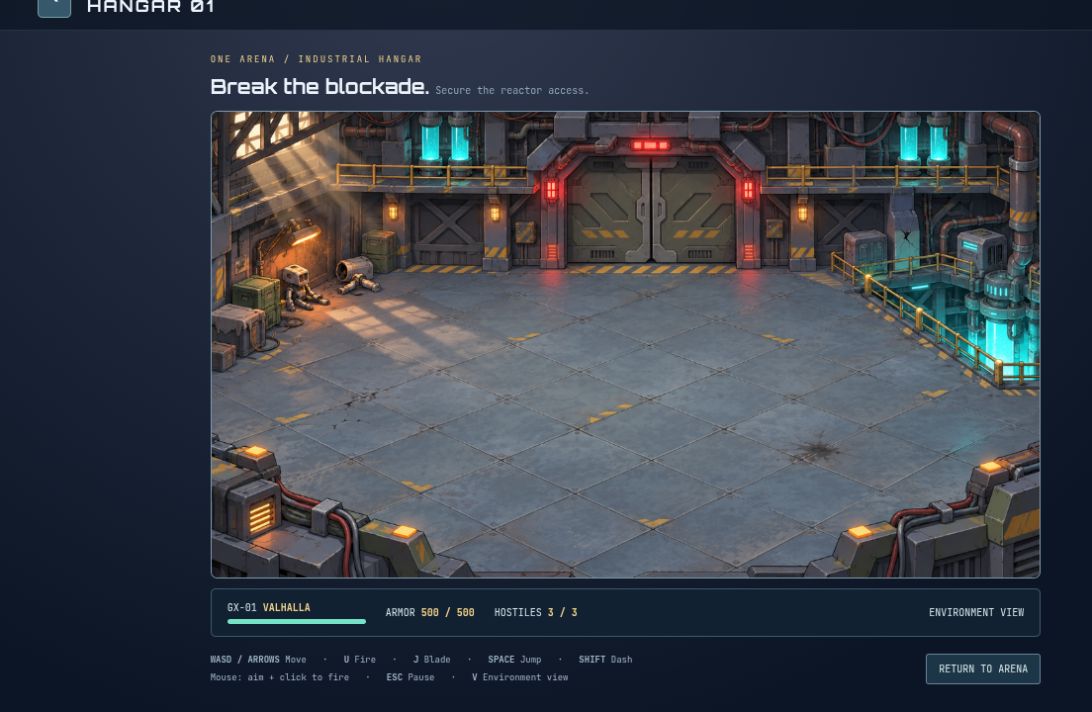 HANGAR 01
ONE ARENA / INDUSTRIAL HANGAR
Break the blockade. Secure the reactor access.
GX-01 VALHALLA
ARMOR 500 / 500
HOSTILES 3 / 3
ENVIRONMENT VIEW
WASD / ARROWS Move · U Fire · J Blade · SPACE Jump · SHIFT Dash
Mouse: aim + click to fire · ESC Pause · V Environment view
RETURN TO ARENA